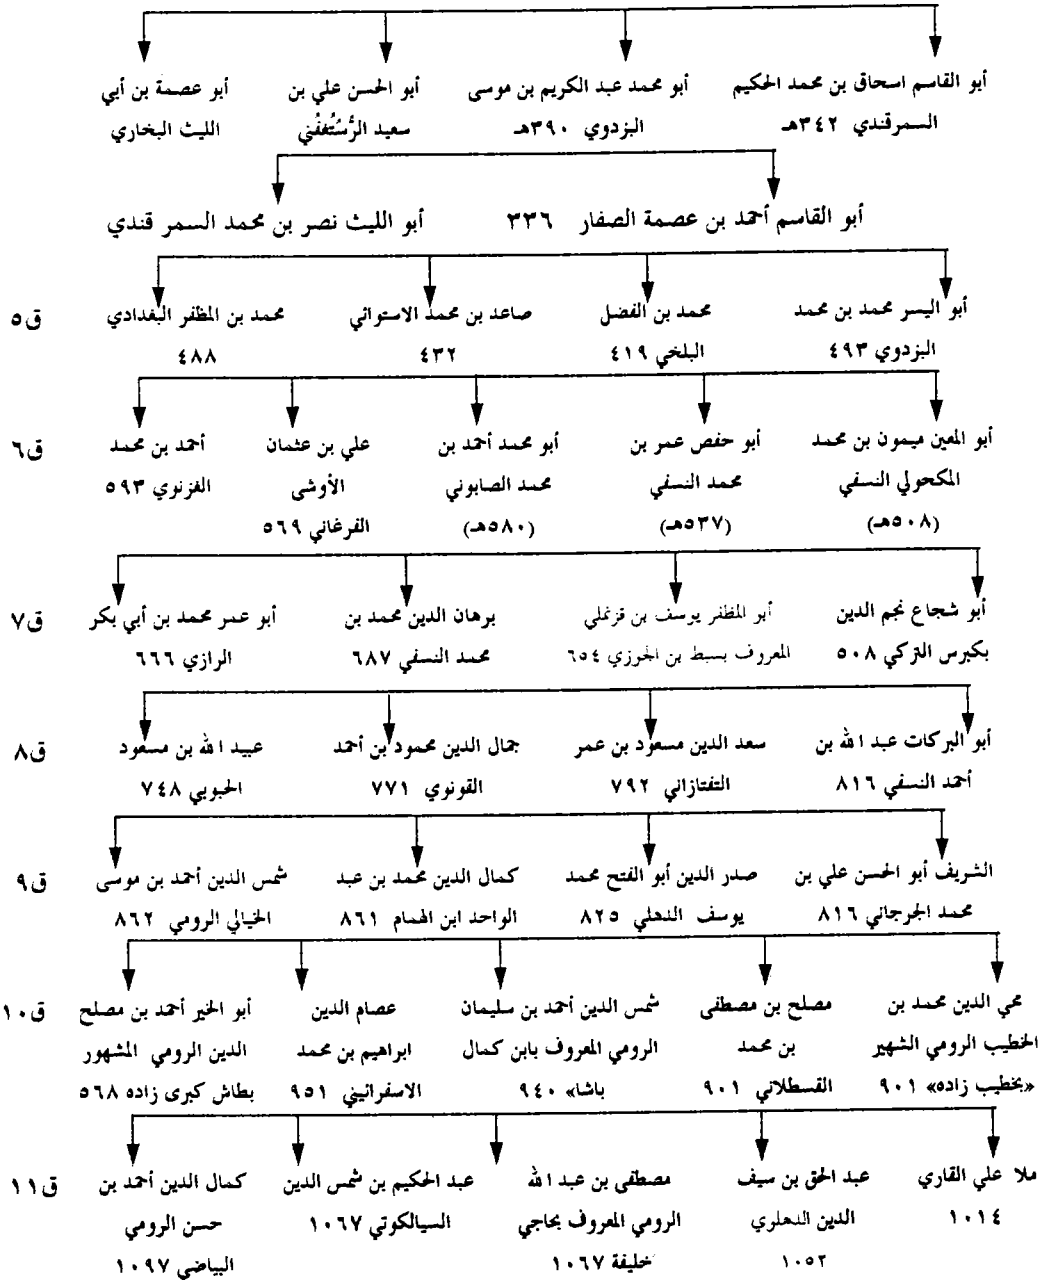 أبو القاسم اسحاق بن محمد الحكيم أبو محمد عبد الكريم بن موسى أبو الحسن علي بن أبو عصمة بن أبي
السمرقندي ٣٤٢هـ البزدوي ٣٩٠هـ سعيد الرُّسْتُغْفُني الليث البخاري
أبو القاسم أحمد بن عصمة الصفار ٣٣٦ أبو الليث نصر بن محمد السمر قندي
ق٥ أبو اليسر محمد بن محمد محمد بن الفضل صاعد بن محمد الاستوائي محمد بن المظفر البغدادي
البزدوي ٤٩٣ البلخي ٤١٩ ٤٣٢ ٤٨٨
ق٦ أبو المعين ميمون بن محمد أبو حفص عمر بن أبو محمد أحمد بن علي بن عثمان أحمد بن محمد
المكحولي النسفي محمد النسفي محمد الصابوني الأوشى الغزنوي ٥٩٣
(٥٠٨هـ) (٥٣٧هـ) (٥٨٠هـ) الفرغاني ٥٦٩
ق٧ أبو شجاع نجم الدين أبو المظفر يوسف بن قزنملي برهان الدين محمد بن أبو عمر محمد بن أبي بكر
بكبرس التركي ٥٠٨ المعروف بسبط بن الجوزي ٦٥٤ محمد النسفي ٦٨٧ الرازي ٦٦٦
ق٨ أبو البركات عبد الله بن سعد الدين مسعود بن عمر جمال الدين محمود بن أحمد عبيد الله بن مسعود
أحمد النسفي ٨١٦ التفتازاني ٧٩٢ القونوي ٧٧١ الحبوبي ٧٤٨
ق٩ الشريف أبو الحسن علي بن صدر الدين أبو الفتح محمد كمال الدين محمد بن عبد شمس الدين أحمد بن موسى
محمد الجرجاني ٨١٦ يوسف الدهلي ٨٢٥ الواحد ابن الهمام ٨٦١ الخيالي الرومي ٨٦٢
ق١٠ محي الدين محمد بن مصلح بن مصطفى شمس الدين أحمد بن سليمان عصام الدين أبو الخير أحمد بن مصلح
الخطيب الرومي الشهير بن محمد الرومي المعروف بابن كمال ابراهيم بن محمد الدين الرومي المشهور
«بخطيب زاده» ٩٠١ القسطلاني ٩٠١ باشا» ٩٤٠ الاسفرائيني ٩٥١ بطاش كبرى زاده ٥٦٨
ق١١ ملا علي القاري عبد الحق بن سيف مصطفى بن عبد الله عبد الحكيم بن شمس الدين كمال الدين أحمد بن
١٠١٤ الدين الدهلري الرومي المعروف بحاجي السيالكوتي ١٠٦٧ حسن الرومي
١٠٥٢ خليفة ١٠٦٧ البياضي ١٠٩٧